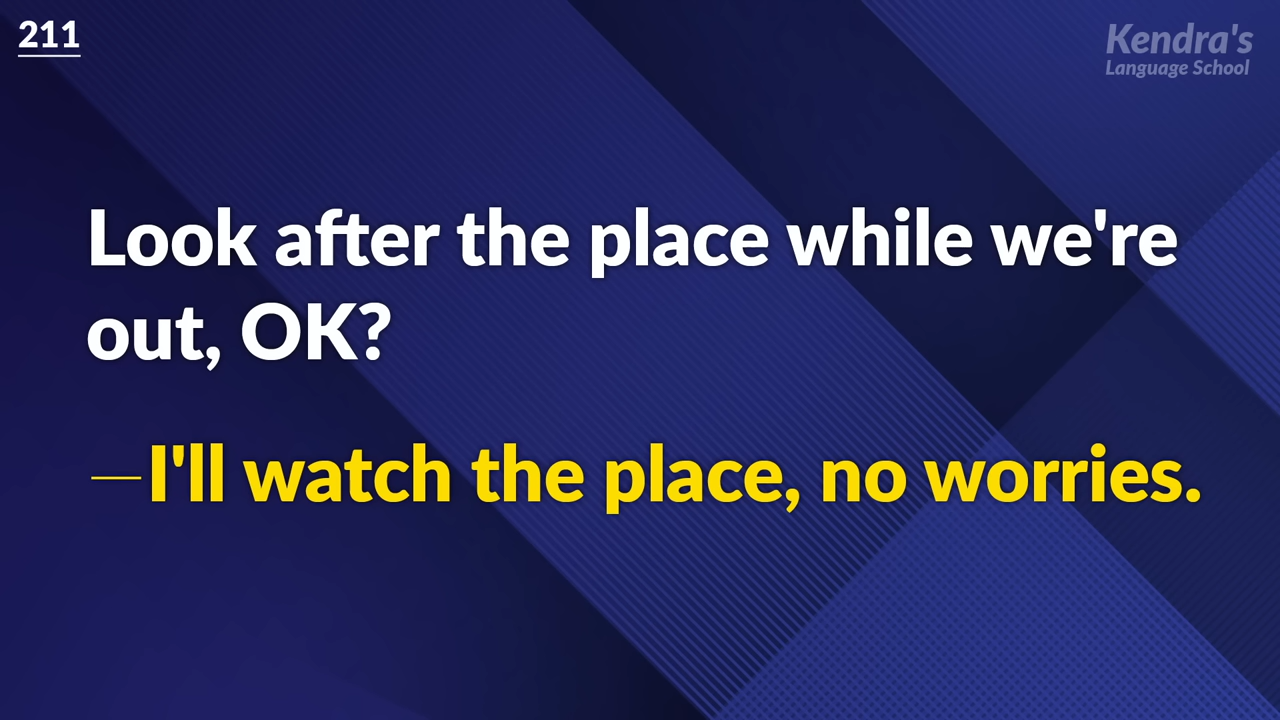 211
Kendra's
Language School
Look after the place while we're
out, OK?
—I'll watch the place, no worries.